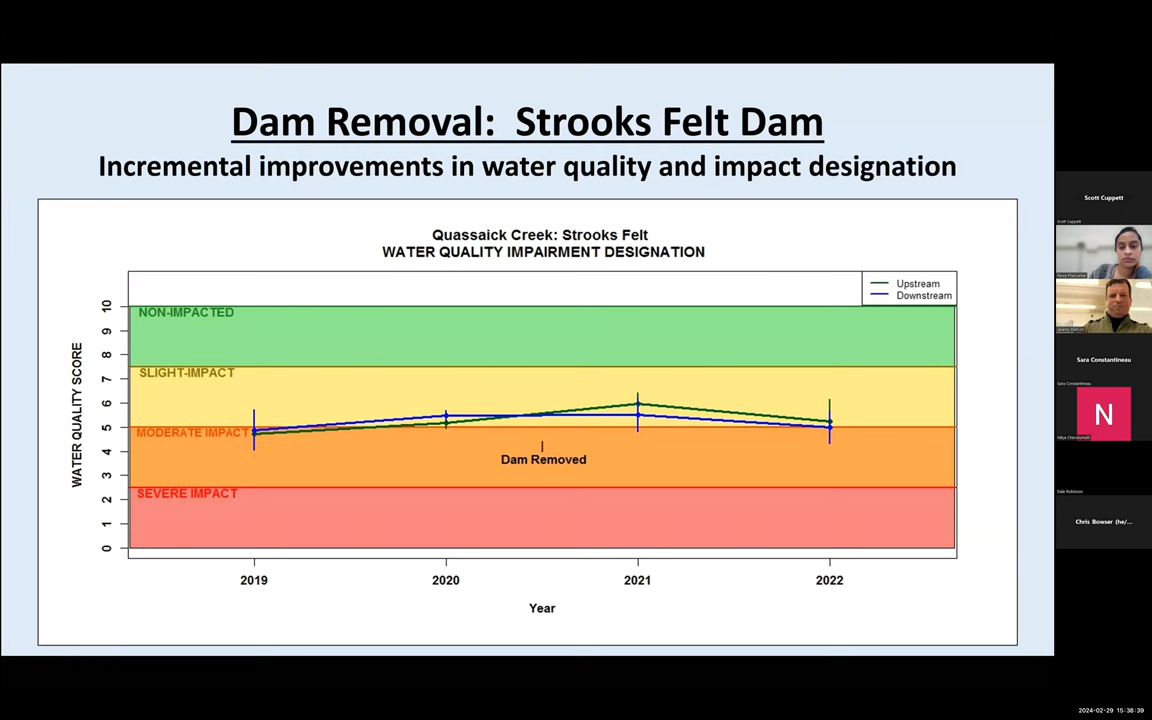 Dam Removal: Strooks Felt Dam
Incremental improvements in water quality and impact designation
Quassaick Creek: Strooks Felt
WATER QUALITY IMPAIRMENT DESIGNATION
Upstream
Downstream
WATER QUALITY SCORE
10
9
8
7
6
5
4
3
2
1
0
NON-IMPACTED
SLIGHT-IMPACT
MODERATE IMPACT
SEVERE IMPACT
Dam Removed
2019 2020 2021 2022
Year
Scott Cuppett
Scott Cuppett
Sara Constantineau
Sara Constantineau
N
Dale Robinson
Chris Bowser (he/...
2024-02-29 15:38:39